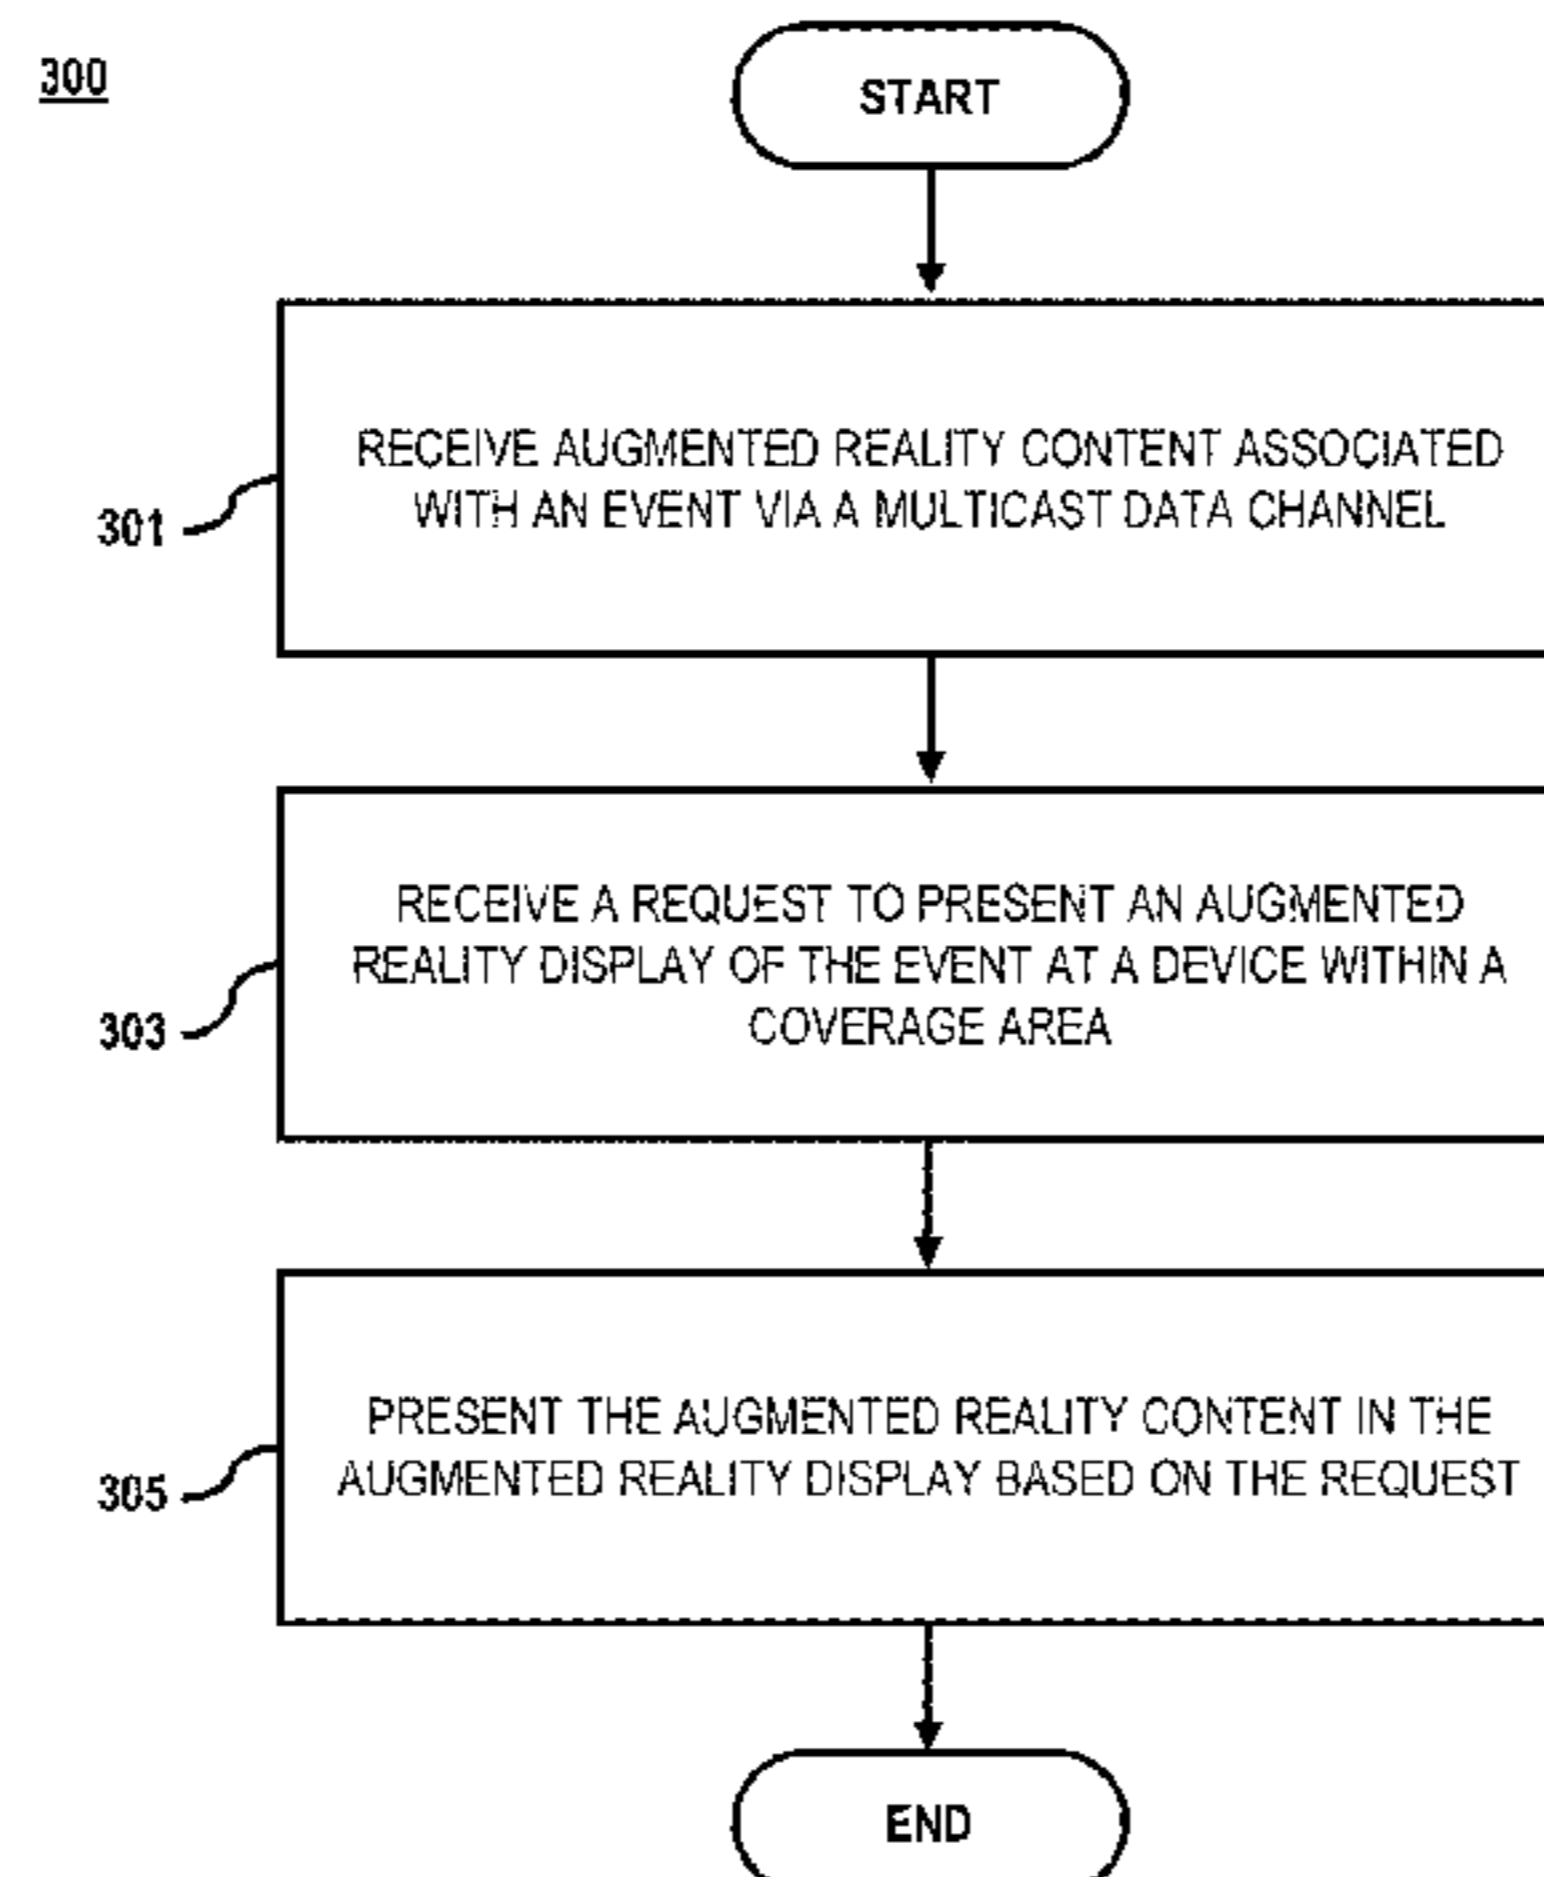 300
START
RECEIVE AUGMENTED REALITY CONTENT ASSOCIATED
WITH AN EVENT VIA A MULTICAST DATA CHANNEL
301
RECEIVE A REQUEST TO PRESENT AN AUGMENTED
REALITY DISPLAY OF THE EVENT AT A DEVICE WITHIN A
COVERAGE AREA
303
PRESENT THE AUGMENTED REALITY CONTENT IN THE
AUGMENTED REALITY DISPLAY BASED ON THE REQUEST
305
END